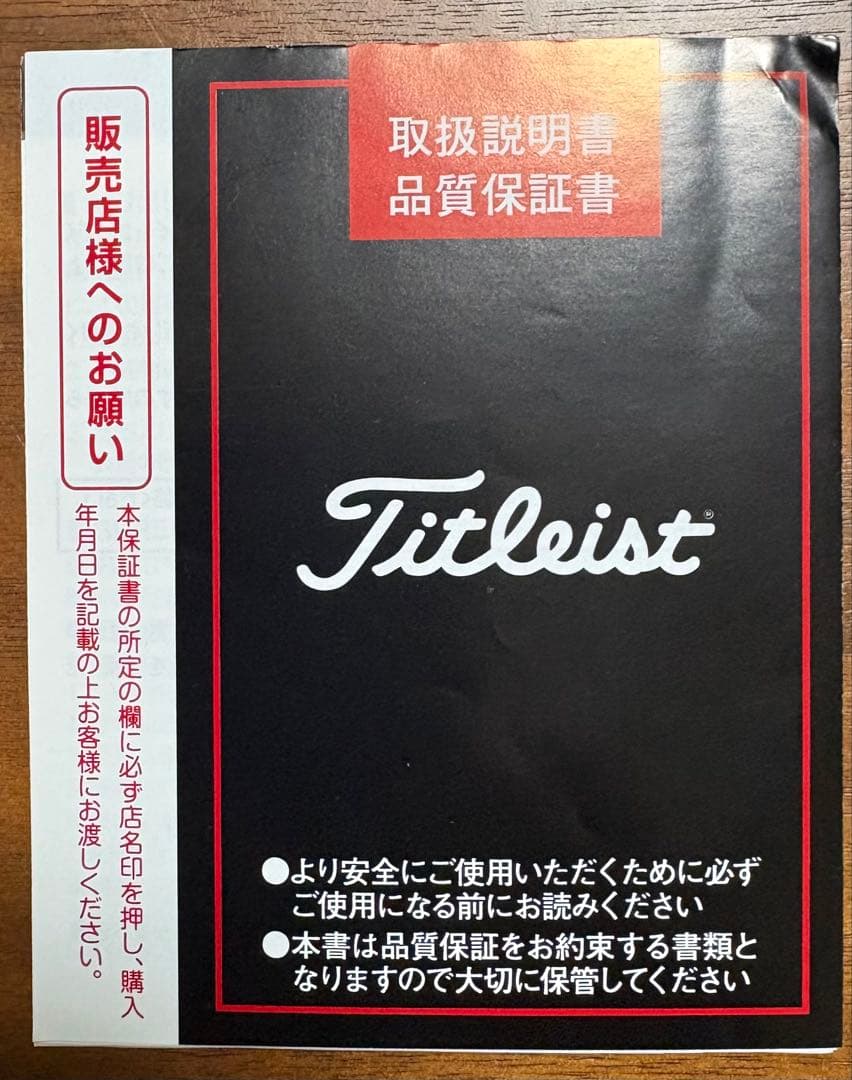 取扱説明書
品質保証書
販売店様へのお願い
本保証書の所定の欄に必ず店名印を押し、購入
年月日を記載の上お客様にお渡しください。
Titleist®
●より安全にご使用いただくために必ず
ご使用になる前にお読みください
●本書は品質保証をお約束する書類と
なりますので大切に保管してください